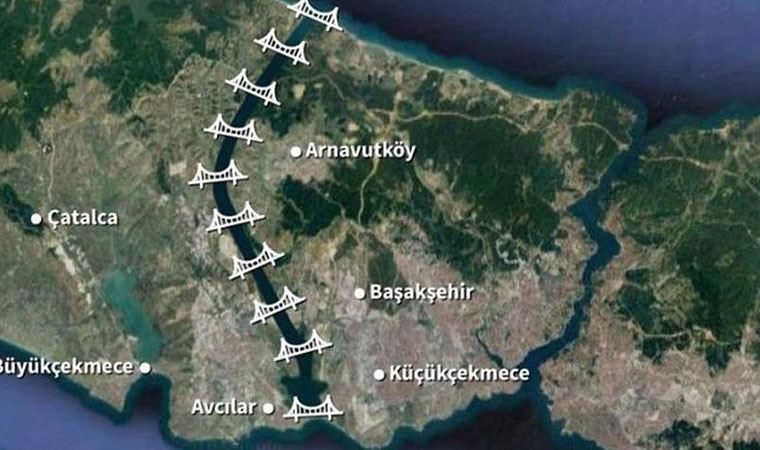 Arnavutköy
Çatalca
Başakşehir
Büyükçekmece
Küçükçekmece
Avcılar